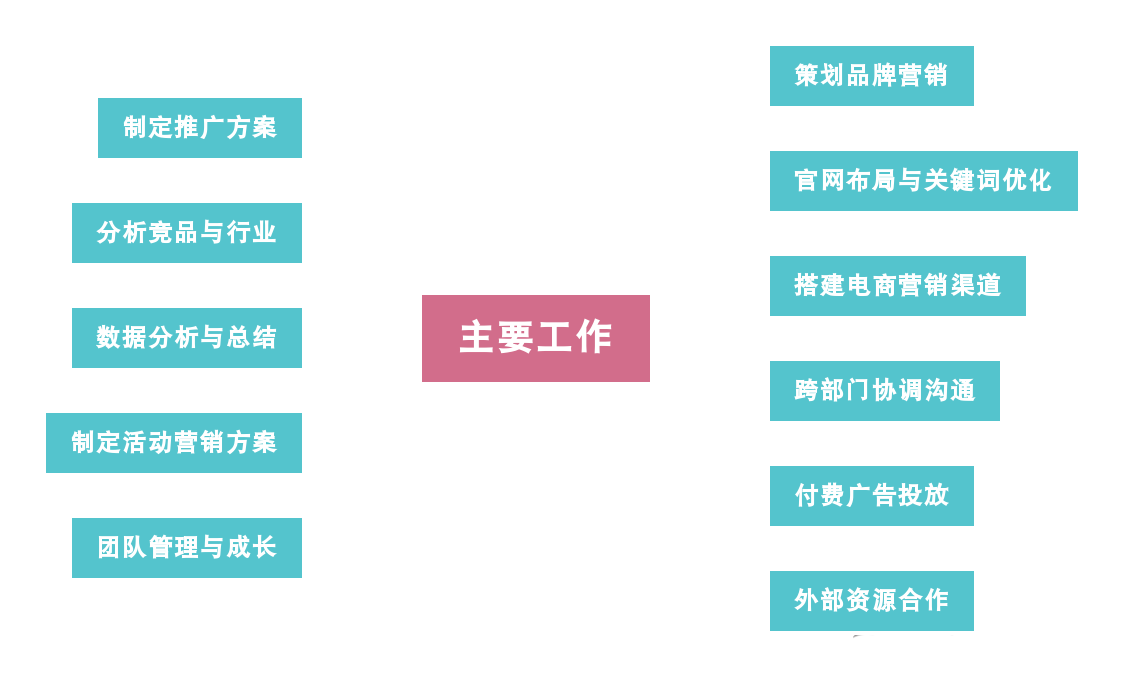 制定推广方案
分析竞品与行业
数据分析与总结
制定活动营销方案
团队管理与成长
主要工作
策划品牌营销
官网布局与关键词优化
搭建电商营销渠道
跨部门协调沟通
付费广告投放
外部资源合作